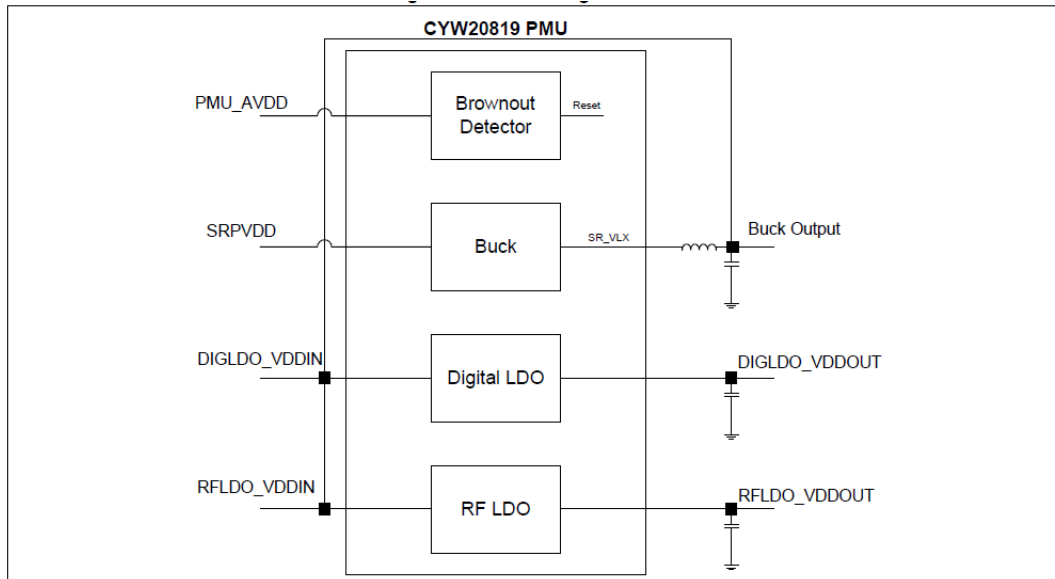 CYW20819 PMU
PMU_AVDD
Brownout
Detector
Reset
SRPVDD
Buck
SR_VLX
Buck Output
DIGLDO_VDDIN
Digital LDO
DIGLDO_VDDOUT
RFLDO_VDDIN
RF LDO
RFLDO_VDDOUT